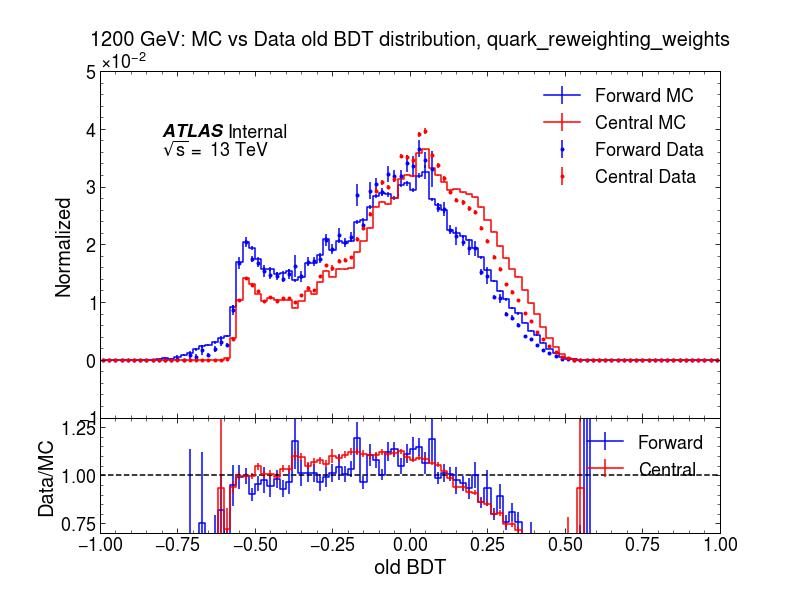 1200 GeV: MC vs Data old BDT distribution, quark_reweighting_weights
×10⁻²
5
4
3
2
1
0
−1
Normalized
ATLAS Internal
√s = 13 TeV
Forward MC
Central MC
Forward Data
Central Data
1.25
1.00
0.75
Data/MC
Forward
Central
−1.00 −0.75 −0.50 −0.25 0.00 0.25 0.50 0.75 1.00
old BDT